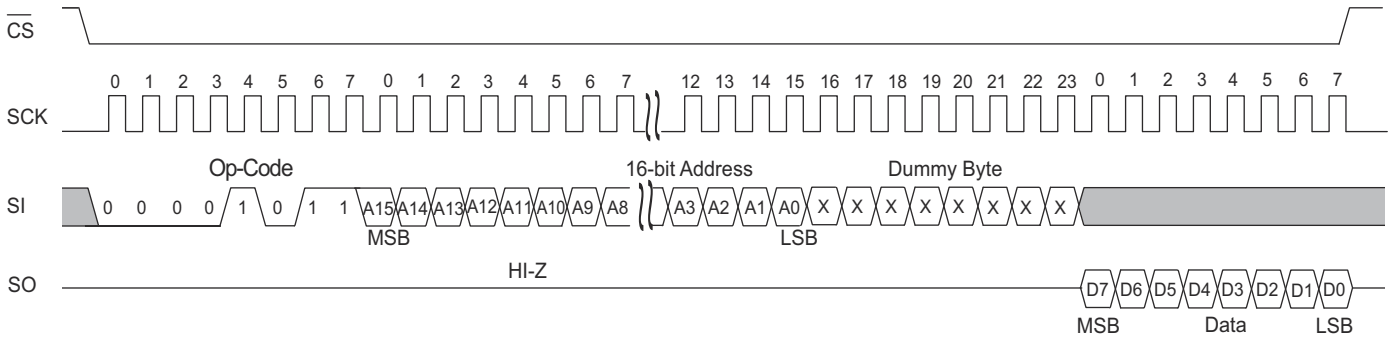 CS
0 1 2 3 4 5 6 7 0 1 2 3 4 5 6 7 12 13 14 15 16 17 18 19 20 21 22 23 0 1 2 3 4 5 6 7
SCK
Op-Code 16-bit Address Dummy Byte
SI 0 0 0 0 1 0 1 1 A15 A14 A13 A12 A11 A10 A9 A8 A3 A2 A1 A0 X X X X X X X X
MSB LSB
HI-Z
SO D7 D6 D5 D4 D3 D2 D1 D0
MSB Data LSB